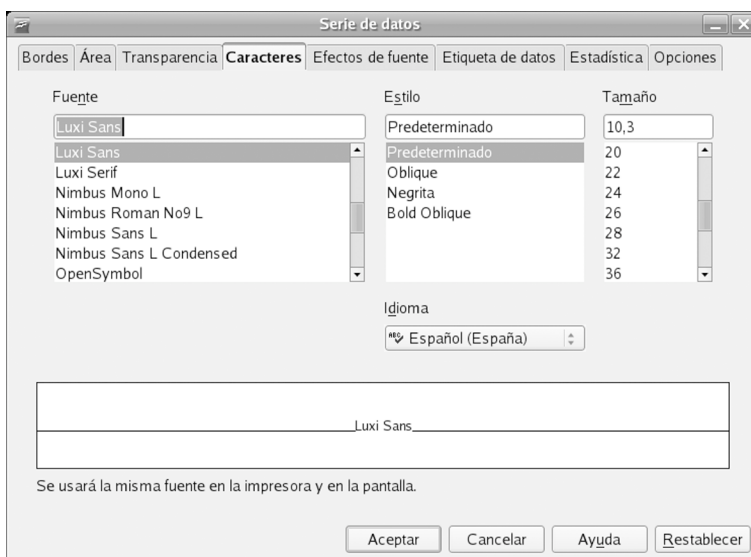 Serie de datos
Bordes Área Transparencia Caracteres Efectos de fuente Etiqueta de datos Estadística Opciones
Fuente Estilo Tamaño
Luxi Sans Predeterminado 10,3
Luxi Sans Predeterminado 20
Luxi Serif Oblique 22
Nimbus Mono L Negrita 24
Nimbus Roman No9 L Bold Oblique 26
Nimbus Sans L 28
Nimbus Sans L Condensed 32
OpenSymbol 36
Idioma
ABC Español (España)
Luxi Sans
Se usará la misma fuente en la impresora y en la pantalla.
Aceptar Cancelar Ayuda Restablecer